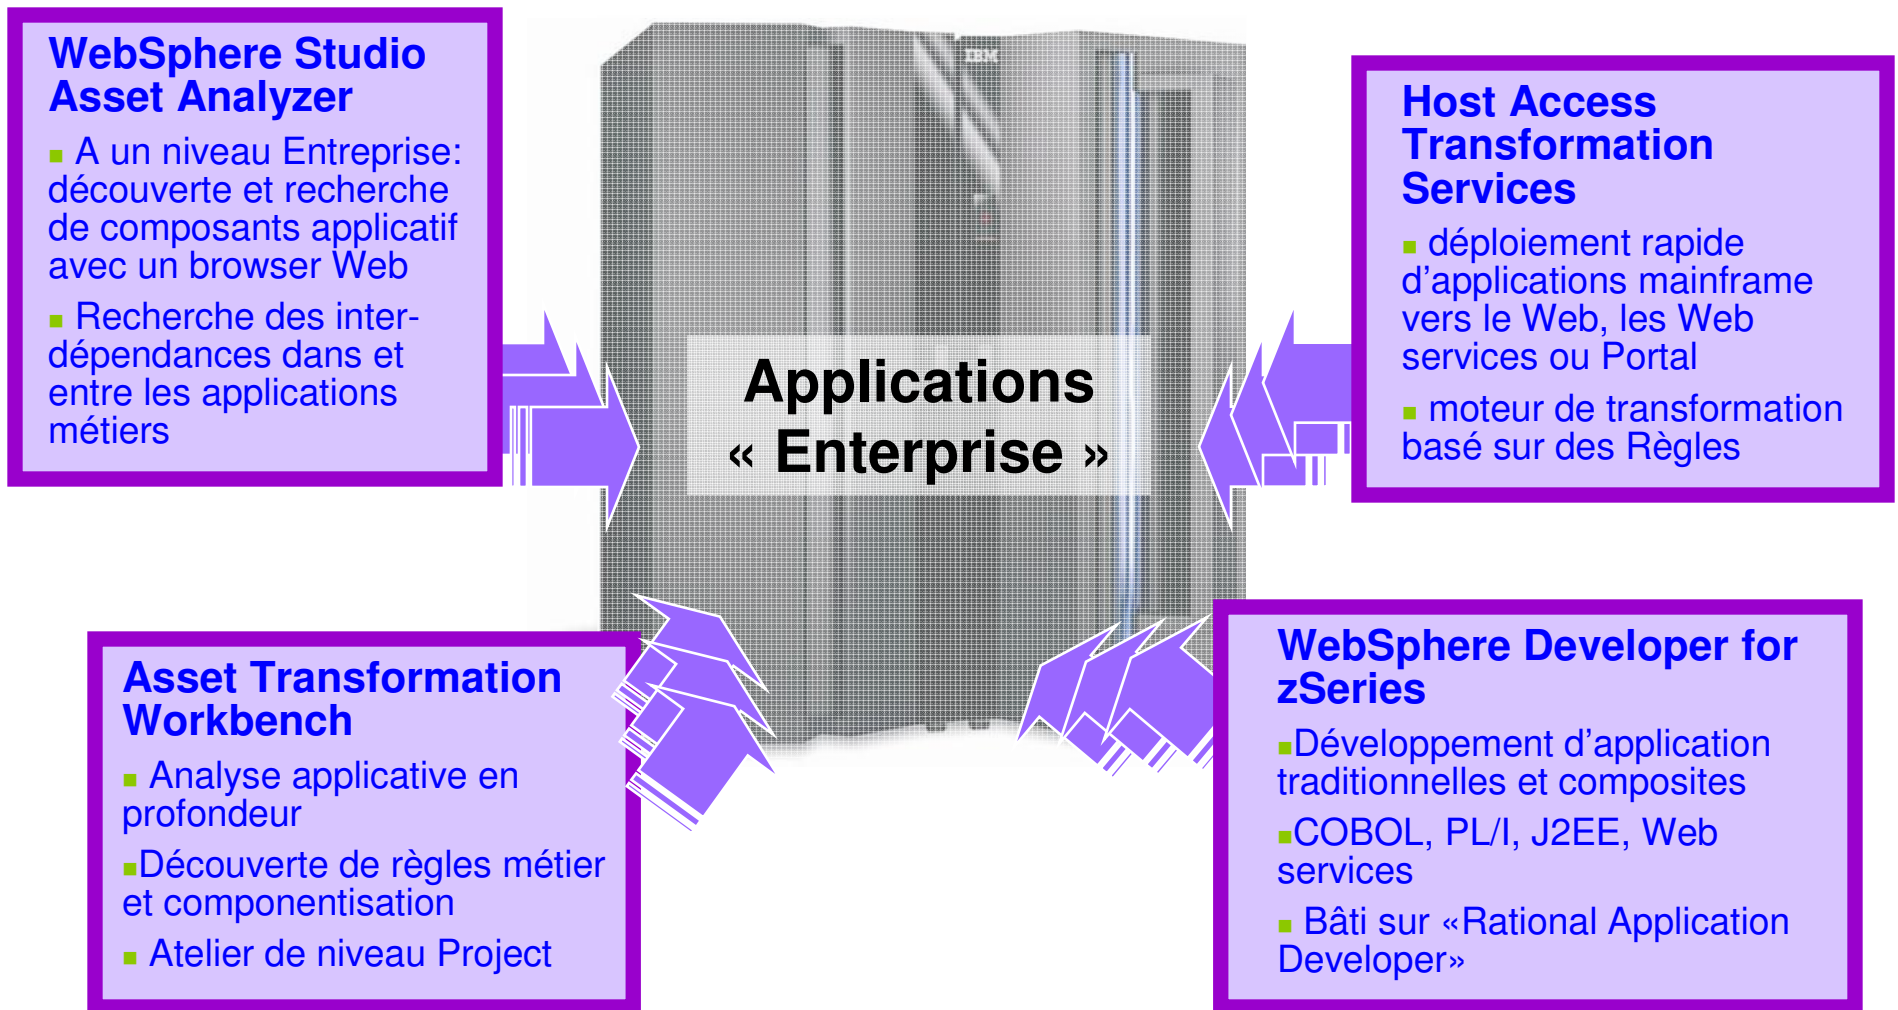 WebSphere Studio
Asset Analyzer
▪ A un niveau Entreprise:
découverte et recherche
de composants applicatif
avec un browser Web
▪ Recherche des inter-
dépendances dans et
entre les applications
métiers
IBM
Applications
« Enterprise »
Host Access
Transformation
Services
▪ déploiement rapide
d’applications mainframe
vers le Web, les Web
services ou Portal
▪ moteur de transformation
basé sur des Règles
Asset Transformation
Workbench
▪ Analyse applicative en
profondeur
▪Découverte de règles métier
et componentisation
▪ Atelier de niveau Project
WebSphere Developer for
zSeries
▪Développement d’application
traditionnelles et composites
▪COBOL, PL/I, J2EE, Web
services
▪ Bâti sur «Rational Application
Developer»